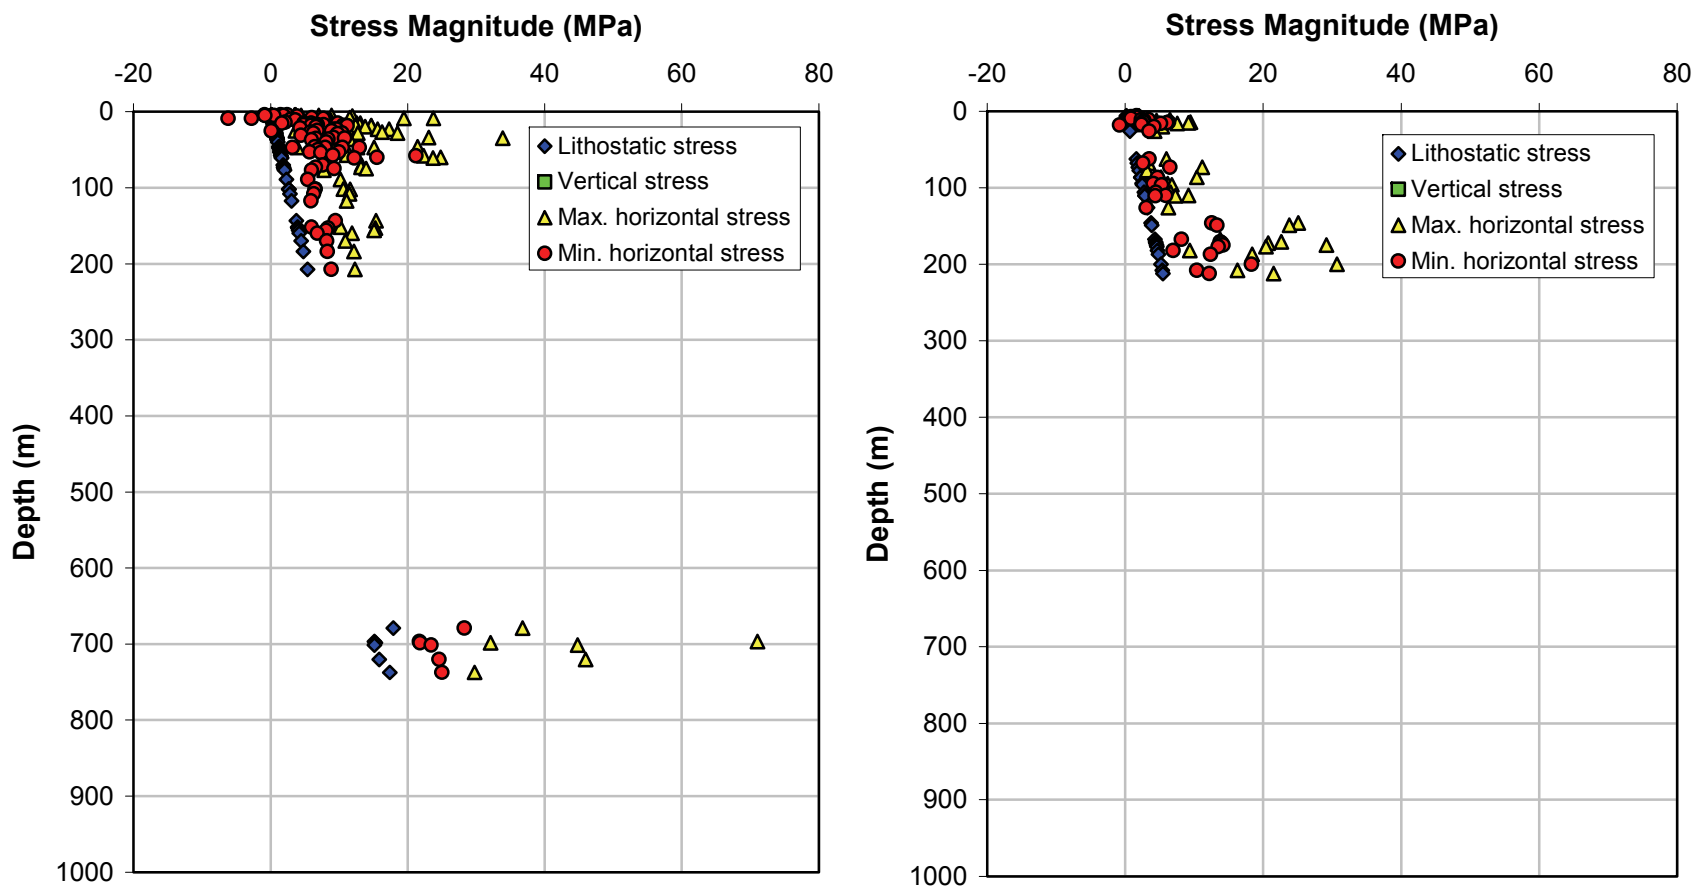 Stress Magnitude (MPa)
-20 0 20 40 60 80
0
100
200
300
400
500
600
700
800
900
1000
Depth (m)
Lithostatic stress
Vertical stress
Max. horizontal stress
Min. horizontal stress
Stress Magnitude (MPa)
-20 0 20 40 60 80
0
100
200
300
400
500
600
700
800
900
1000
Depth (m)
Lithostatic stress
Vertical stress
Max. horizontal stress
Min. horizontal stress